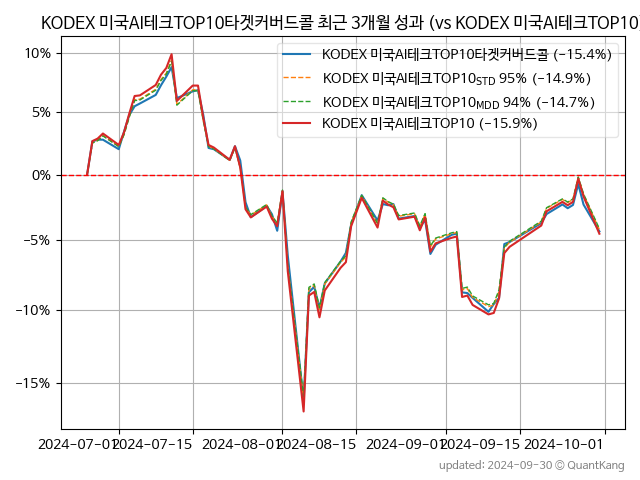 KODEX 미국AI테크TOP10타겟커버드콜 최근 3개월 성과 (vs KODEX 미국AI테크TOP10)
KODEX 미국AI테크TOP10타겟커버드콜 (−15.4%)
KODEX 미국AI테크TOP10STD 95% (−14.9%)
KODEX 미국AI테크TOP10MDD 94% (−14.7%)
KODEX 미국AI테크TOP10 (−15.9%)
10%
5%
0%
−5%
−10%
−15%
2024-07-01 2024-07-15 2024-08-01 2024-08-15 2024-09-01 2024-09-15 2024-10-01
updated: 2024-09-30 © QuantKang